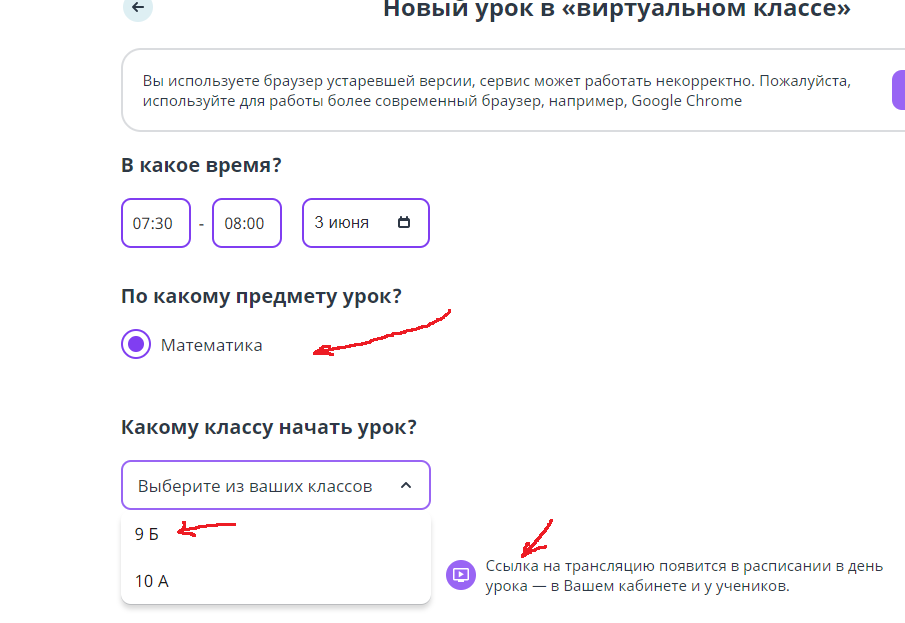 Новый урок в «виртуальном классе»
Вы используете браузер устаревшей версии, сервис может работать некорректно. Пожалуйста,
используйте для работы более современный браузер, например, Google Chrome
В какое время?
07:30 - 08:00 3 июня
По какому предмету урок?
Математика
Какому классу начать урок?
Выберите из ваших классов
9 Б
10 А
Ссылка на трансляцию появится в расписании в день
урока — в Вашем кабинете и у учеников.